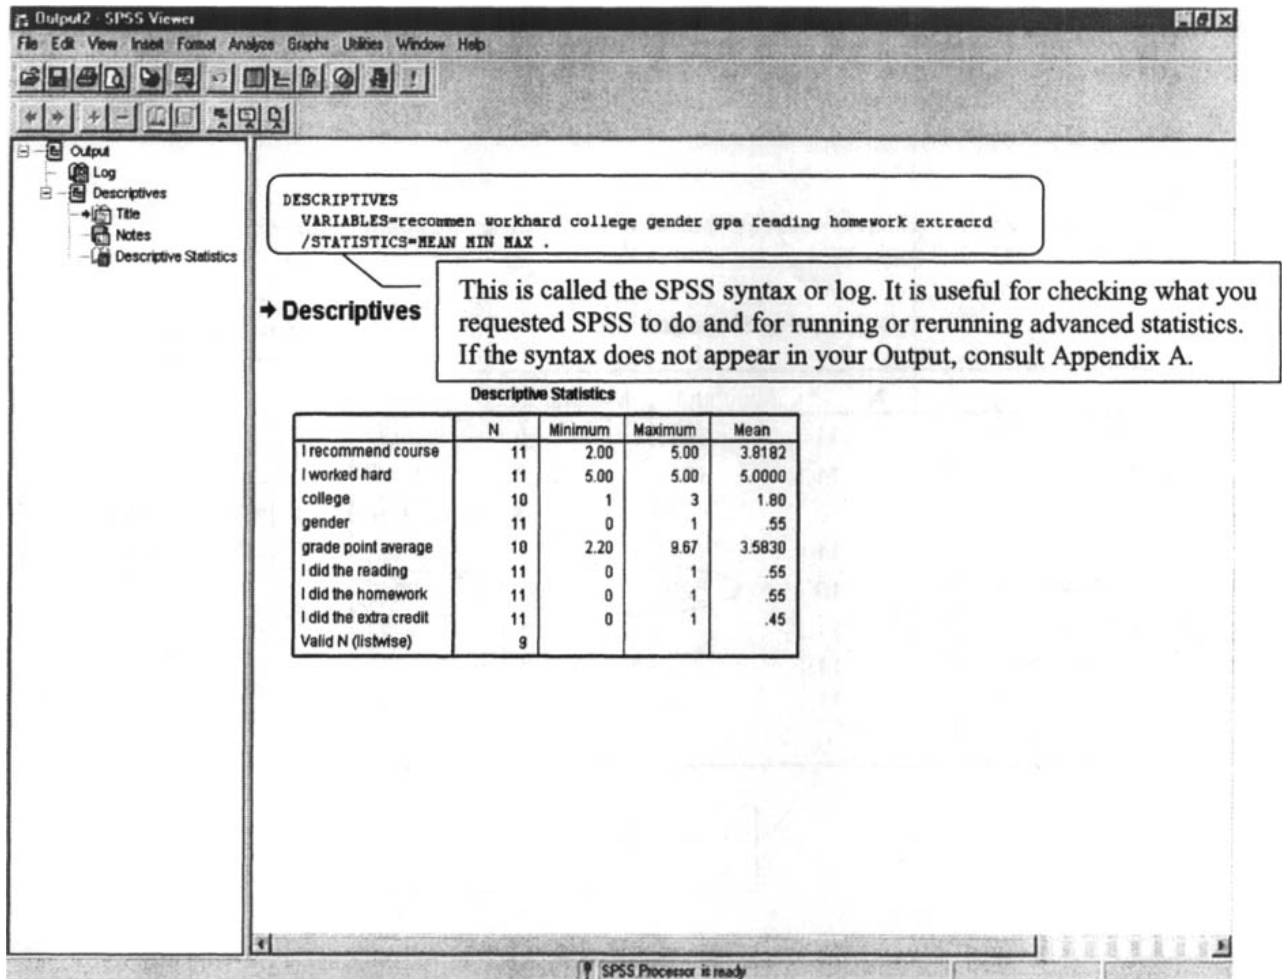 Output2 - SPSS Viewer
File Edit View Insert Format Analyze Graphs Utilities Window Help
Output
Log
Descriptives
Title
Notes
Descriptive Statistics
DESCRIPTIVES
VARIABLES=recommen workhard college gender gpa reading homework extracrd
/STATISTICS=MEAN MIN MAX .
This is called the SPSS syntax or log. It is useful for checking what you
requested SPSS to do and for running or rerunning advanced statistics.
If the syntax does not appear in your Output, consult Appendix A.
Descriptives
Descriptive Statistics
N Minimum Maximum Mean
I recommend course 11 2.00 5.00 3.8182
I worked hard 11 5.00 5.00 5.0000
college 10 1 3 1.80
gender 11 0 1 .55
grade point average 10 2.20 9.67 3.5830
I did the reading 11 0 1 .55
I did the homework 11 0 1 .55
I did the extra credit 11 0 1 .45
Valid N (listwise) 9
SPSS Processor is ready